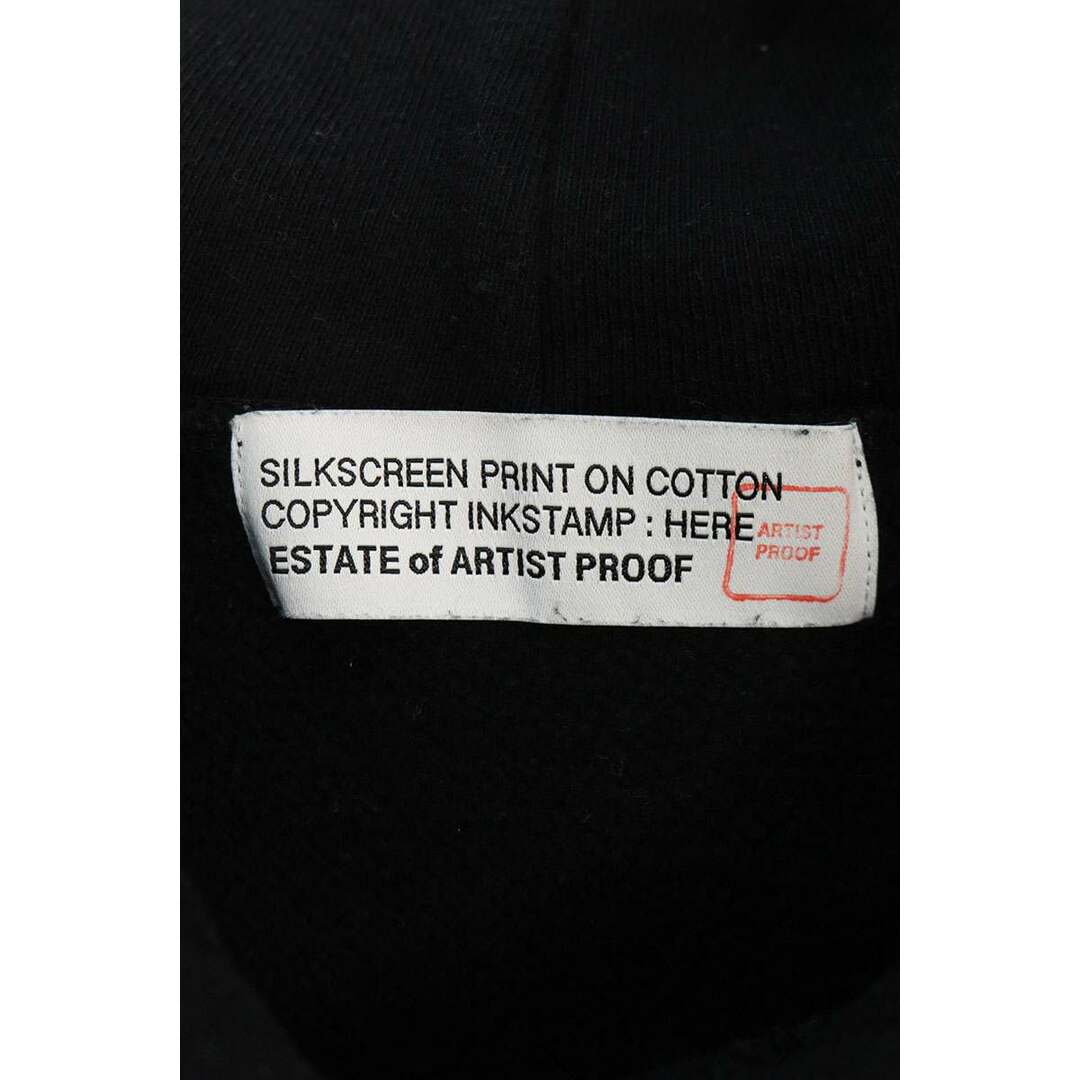 SILKSCREEN PRINT ON COTTON
COPYRIGHT INKSTAMP : HERE
ESTATE of ARTIST PROOF
ARTIST
PROOF